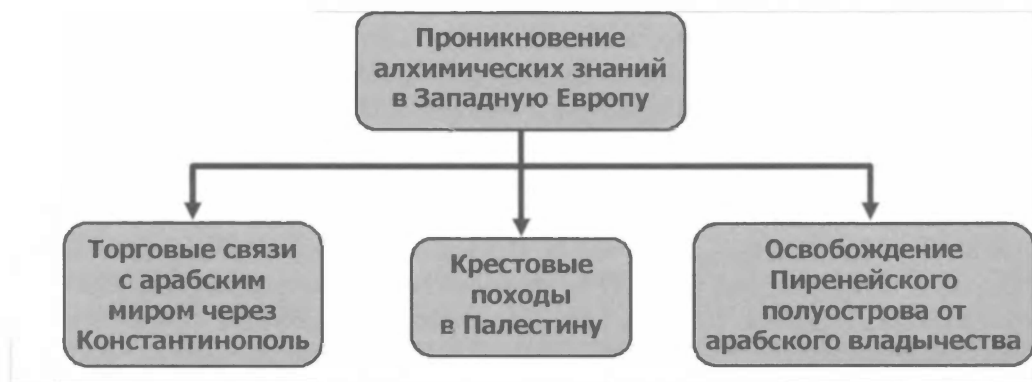 Проникновение
алхимических знаний
в Западную Европу
Торговые связи
с арабским
миром через
Константинополь
Крестовые
походы
в Палестину
Освобождение
Пиренейского
полуострова от
арабского владычества